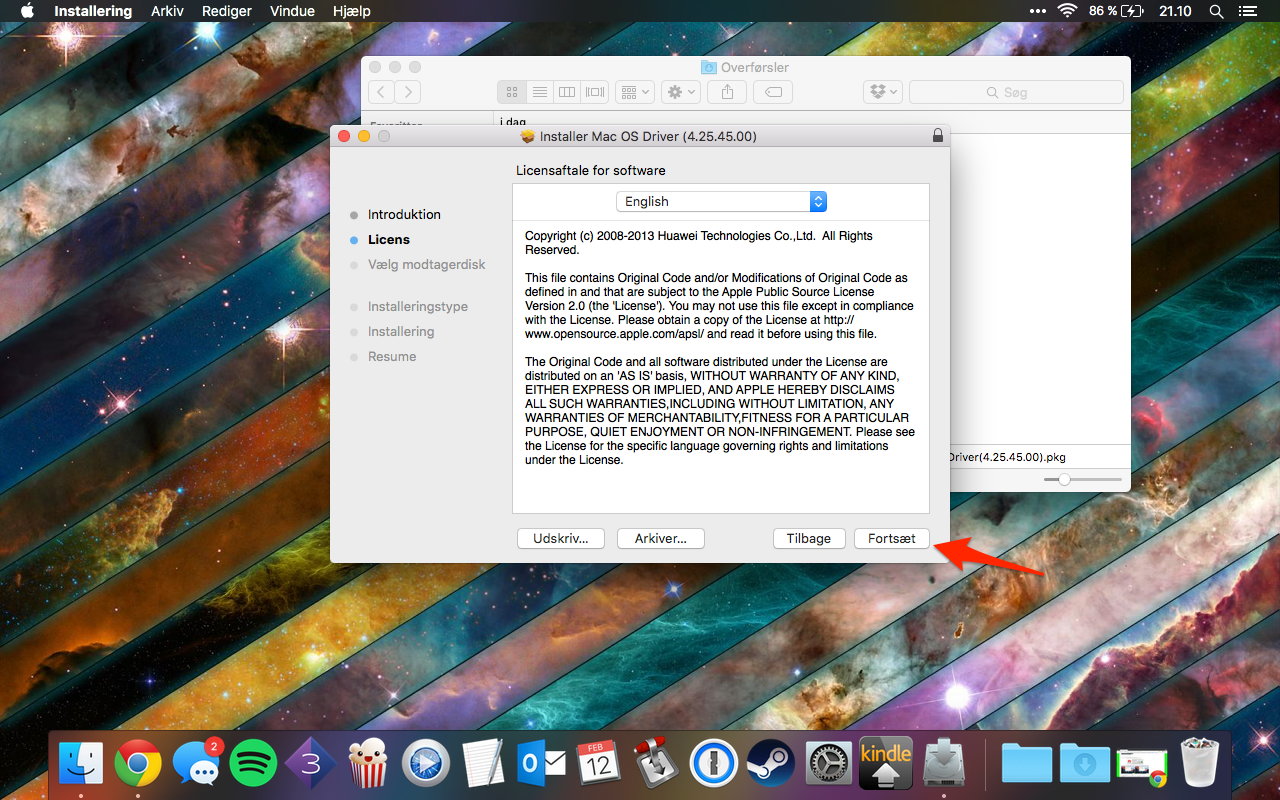 Installering Arkiv Rediger Vindue Hjælp 86 % 21.10
Overførsler
Søg
Favoritter i dag
Installer Mac OS Driver (4.25.45.00)
Licensaftale for software
English
Introduktion
Licens
Vælg modtagerdisk
Installeringstype
Installering
Resume
Copyright (c) 2008-2013 Huawei Technologies Co.,Ltd.  All Rights
Reserved.
This file contains Original Code and/or Modifications of Original Code as
defined in and that are subject to the Apple Public Source License
Version 2.0 (the 'License'). You may not use this file except in compliance
with the License. Please obtain a copy of the License at http://
www.opensource.apple.com/apsl/ and read it before using this file.
The Original Code and all software distributed under the License are
distributed on an 'AS IS' basis, WITHOUT WARRANTY OF ANY KIND,
EITHER EXPRESS OR IMPLIED, AND APPLE HEREBY DISCLAIMS
ALL SUCH WARRANTIES,INCLUDING WITHOUT LIMITATION, ANY
WARRANTIES OF MERCHANTABILITY,FITNESS FOR A PARTICULAR
PURPOSE, QUIET ENJOYMENT OR NON-INFRINGEMENT. Please see
the License for the specific language governing rights and limitations
under the License.
Driver(4.25.45.00).pkg
Udskriv... Arkiver... Tilbage Fortsæt
2
3
FEB
12
kindle